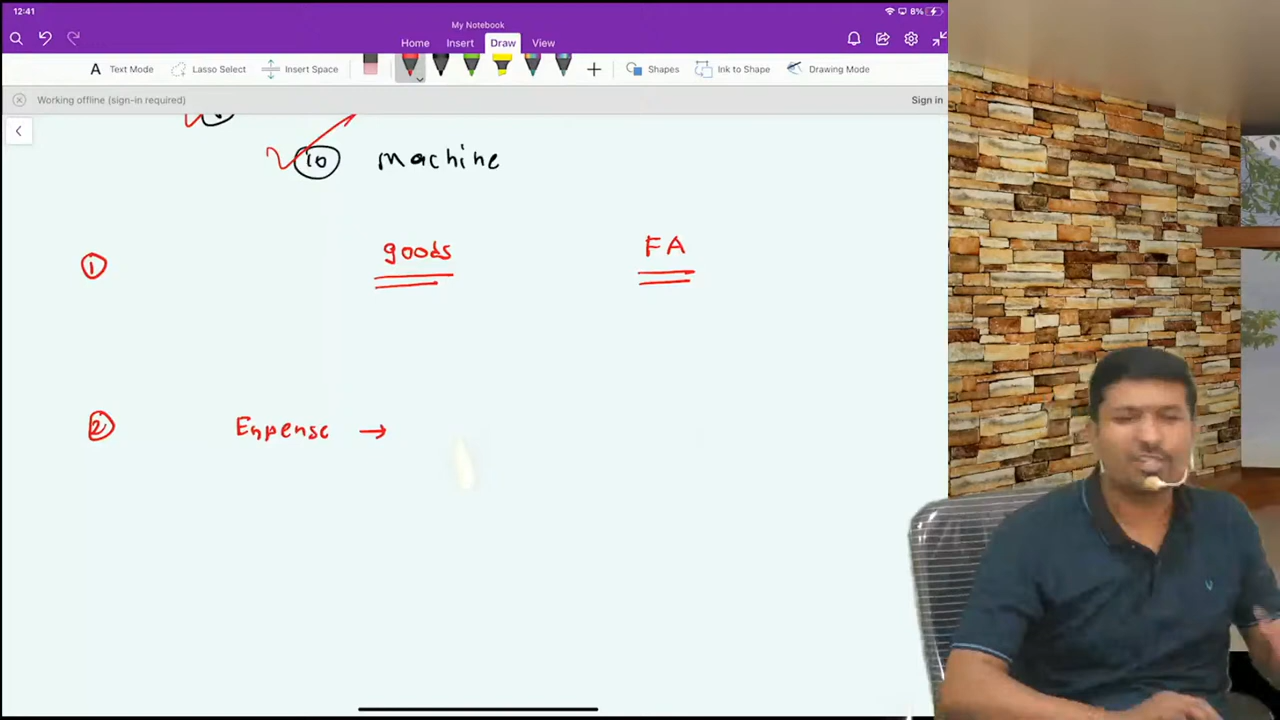 12:41
8%
My Notebook
Home Insert Draw View
A Text Mode Lasso Select Insert Space + Shapes Ink to Shape Drawing Mode
Working offline (sign-in required) Sign in
10 machine
1 goods FA
2 Expense →